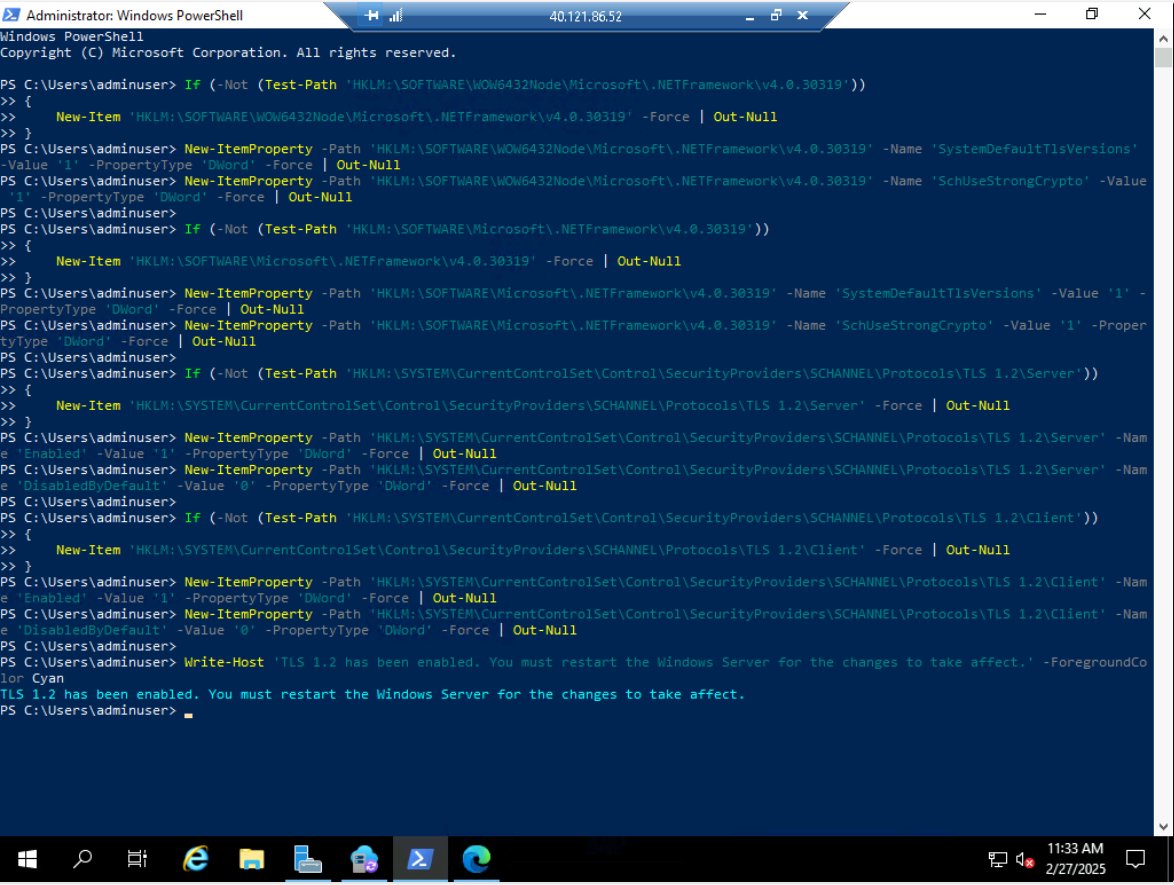 Administrator: Windows PowerShell
40.121.86.52
Windows PowerShell
Copyright (C) Microsoft Corporation. All rights reserved.
PS C:\Users\adminuser> If (-Not (Test-Path 'HKLM:\SOFTWARE\WOW6432Node\Microsoft\.NETFramework\v4.0.30319'))
>> {
>>     New-Item 'HKLM:\SOFTWARE\WOW6432Node\Microsoft\.NETFramework\v4.0.30319' -Force | Out-Null
>> }
PS C:\Users\adminuser> New-ItemProperty -Path 'HKLM:\SOFTWARE\WOW6432Node\Microsoft\.NETFramework\v4.0.30319' -Name 'SystemDefaultTlsVersions'
-Value '1' -PropertyType 'DWord' -Force | Out-Null
PS C:\Users\adminuser> New-ItemProperty -Path 'HKLM:\SOFTWARE\WOW6432Node\Microsoft\.NETFramework\v4.0.30319' -Name 'SchUseStrongCrypto' -Value
 '1' -PropertyType 'DWord' -Force | Out-Null
PS C:\Users\adminuser>
PS C:\Users\adminuser> If (-Not (Test-Path 'HKLM:\SOFTWARE\Microsoft\.NETFramework\v4.0.30319'))
>> {
>>     New-Item 'HKLM:\SOFTWARE\Microsoft\.NETFramework\v4.0.30319' -Force | Out-Null
>> }
PS C:\Users\adminuser> New-ItemProperty -Path 'HKLM:\SOFTWARE\Microsoft\.NETFramework\v4.0.30319' -Name 'SystemDefaultTlsVersions' -Value '1' -
PropertyType 'DWord' -Force | Out-Null
PS C:\Users\adminuser> New-ItemProperty -Path 'HKLM:\SOFTWARE\Microsoft\.NETFramework\v4.0.30319' -Name 'SchUseStrongCrypto' -Value '1' -Proper
tyType 'DWord' -Force | Out-Null
PS C:\Users\adminuser>
PS C:\Users\adminuser> If (-Not (Test-Path 'HKLM:\SYSTEM\CurrentControlSet\Control\SecurityProviders\SCHANNEL\Protocols\TLS 1.2\Server'))
>> {
>>     New-Item 'HKLM:\SYSTEM\CurrentControlSet\Control\SecurityProviders\SCHANNEL\Protocols\TLS 1.2\Server' -Force | Out-Null
>> }
PS C:\Users\adminuser> New-ItemProperty -Path 'HKLM:\SYSTEM\CurrentControlSet\Control\SecurityProviders\SCHANNEL\Protocols\TLS 1.2\Server' -Nam
e 'Enabled' -Value '1' -PropertyType 'DWord' -Force | Out-Null
PS C:\Users\adminuser> New-ItemProperty -Path 'HKLM:\SYSTEM\CurrentControlSet\Control\SecurityProviders\SCHANNEL\Protocols\TLS 1.2\Server' -Nam
e 'DisabledByDefault' -Value '0' -PropertyType 'DWord' -Force | Out-Null
PS C:\Users\adminuser>
PS C:\Users\adminuser> If (-Not (Test-Path 'HKLM:\SYSTEM\CurrentControlSet\Control\SecurityProviders\SCHANNEL\Protocols\TLS 1.2\Client'))
>> {
>>     New-Item 'HKLM:\SYSTEM\CurrentControlSet\Control\SecurityProviders\SCHANNEL\Protocols\TLS 1.2\Client' -Force | Out-Null
>> }
PS C:\Users\adminuser> New-ItemProperty -Path 'HKLM:\SYSTEM\CurrentControlSet\Control\SecurityProviders\SCHANNEL\Protocols\TLS 1.2\Client' -Nam
e 'Enabled' -Value '1' -PropertyType 'DWord' -Force | Out-Null
PS C:\Users\adminuser> New-ItemProperty -Path 'HKLM:\SYSTEM\CurrentControlSet\Control\SecurityProviders\SCHANNEL\Protocols\TLS 1.2\Client' -Nam
e 'DisabledByDefault' -Value '0' -PropertyType 'DWord' -Force | Out-Null
PS C:\Users\adminuser>
PS C:\Users\adminuser> Write-Host 'TLS 1.2 has been enabled. You must restart the Windows Server for the changes to take affect.' -ForegroundCo
lor Cyan
TLS 1.2 has been enabled. You must restart the Windows Server for the changes to take affect.
PS C:\Users\adminuser>
11:33 AM
2/27/2025